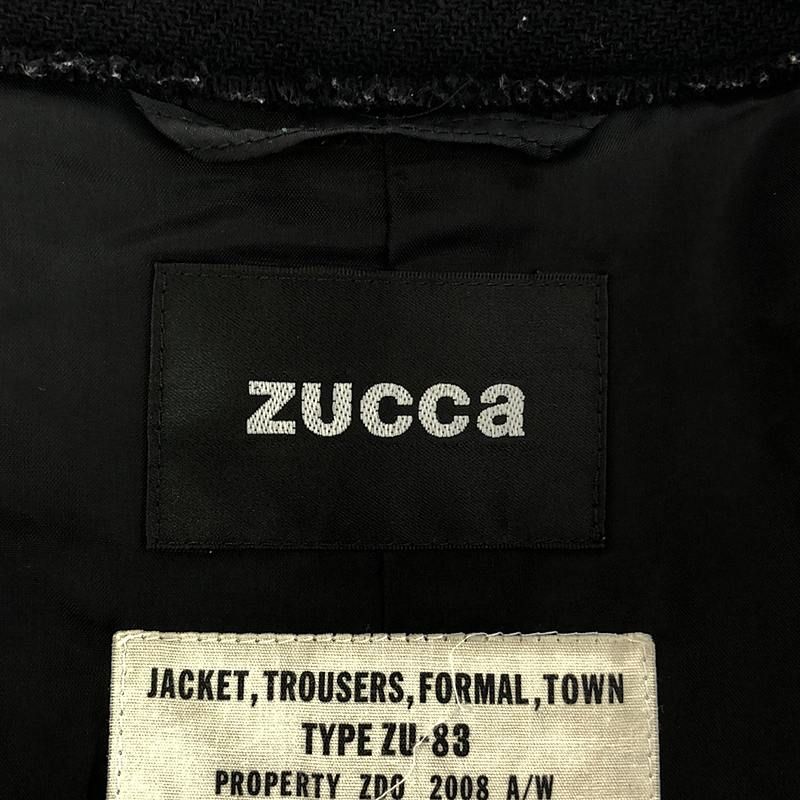 zucca
JACKET,TROUSERS,FORMAL,TOWN
TYPE ZU-83
PROPERTY ZDO 2008 A/W